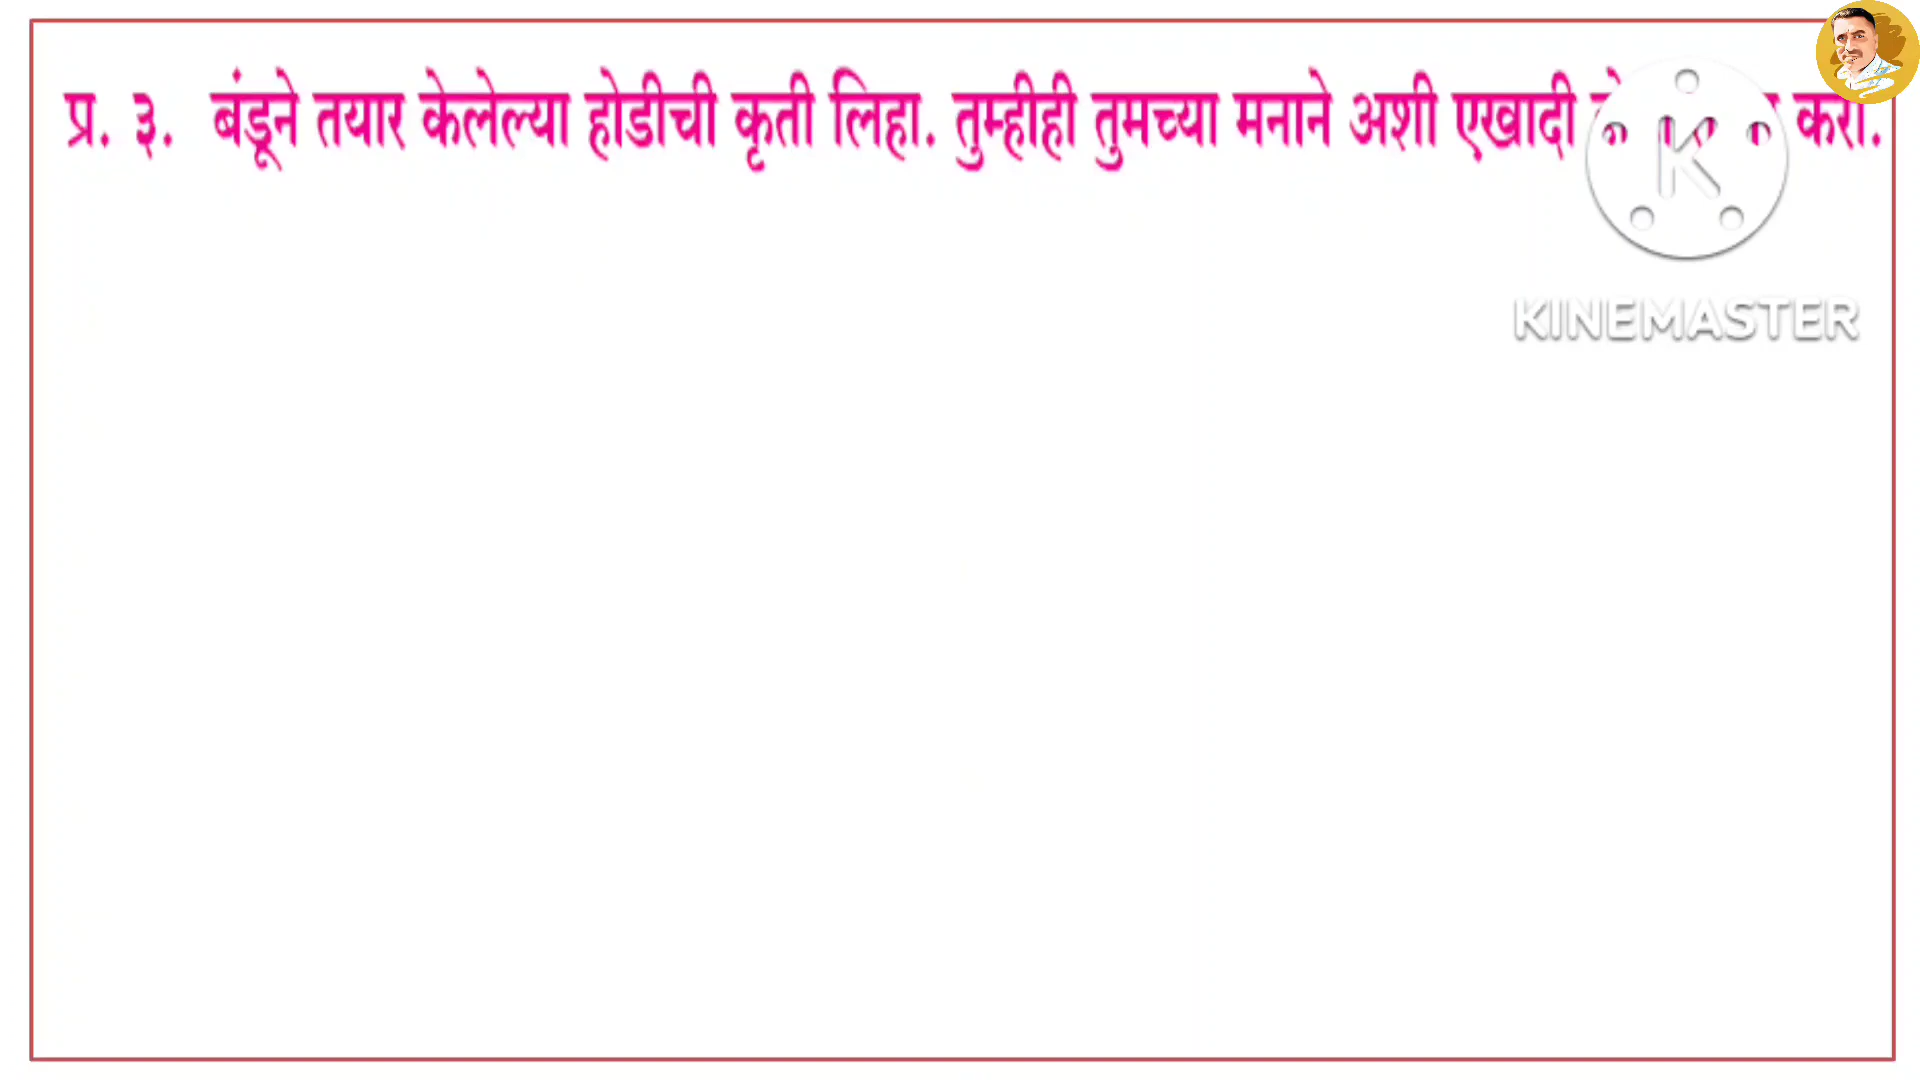 प्र. ३. बंडूने तयार केलेल्या होडीची कृती लिहा. तुम्हीही तुमच्या मनाने अशी एखादी करा.
K
KINEMASTER